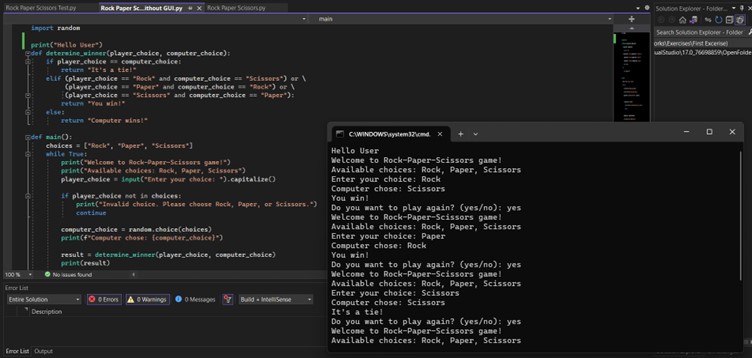 Rock Paper Scissors Test.py
Rock Paper Sc...ithout GUI.py
Rock Paper Scissors.py
main
import random
print("Hello User")
def determine_winner(player_choice, computer_choice):
if player_choice == computer_choice:
return "It's a tie!"
elif (player_choice == "Rock" and computer_choice == "Scissors") or \
(player_choice == "Paper" and computer_choice == "Rock") or \
(player_choice == "Scissors" and computer_choice == "Paper"):
return "You win!"
else:
return "Computer wins!"
def main():
choices = ["Rock", "Paper", "Scissors"]
while True:
print("Welcome to Rock-Paper-Scissors game!")
print("Available choices: Rock, Paper, Scissors")
player_choice = input("Enter your choice: ").capitalize()
if player_choice not in choices:
print("Invalid choice. Please choose Rock, Paper, or Scissors.")
continue
computer_choice = random.choice(choices)
print(f"Computer chose: {computer_choice}")
result = determine_winner(player_choice, computer_choice)
print(result)
100 %
No issues found
Error List
Entire Solution
0 Errors
0 Warnings
0 Messages
Build + IntelliSense
Description
Error List
Output
Solution Explorer - Folder...
Search Solution Explorer - Folder
C:\WINDOWS\system32\cmd.
Hello User
Welcome to Rock-Paper-Scissors game!
Available choices: Rock, Paper, Scissors
Enter your choice: Rock
Computer chose: Scissors
You win!
Do you want to play again? (yes/no): yes
Welcome to Rock-Paper-Scissors game!
Available choices: Rock, Paper, Scissors
Enter your choice: Paper
Computer chose: Rock
You win!
Do you want to play again? (yes/no): yes
Welcome to Rock-Paper-Scissors game!
Available choices: Rock, Paper, Scissors
Enter your choice: Scissors
Computer chose: Scissors
It's a tie!
Do you want to play again? (yes/no): yes
Welcome to Rock-Paper-Scissors game!
Available choices: Rock, Paper, Scissors